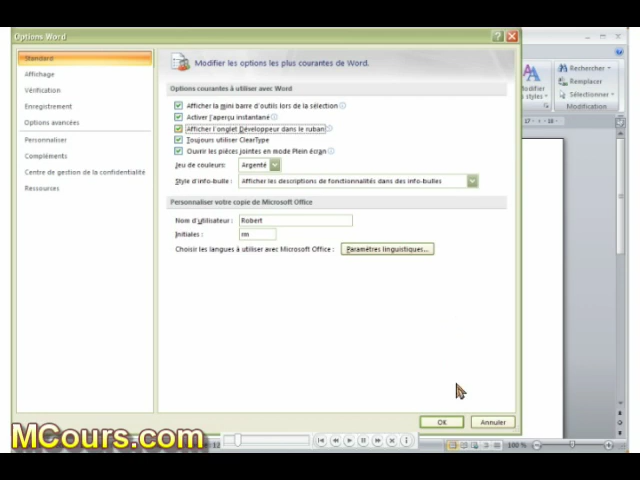 Options Word
Standard
Affichage
Vérification
Enregistrement
Options avancées
Personnaliser
Compléments
Centre de gestion de la confidentialité
Ressources
Modifier les options les plus courantes de Word.
Options courantes à utiliser avec Word
Afficher la mini barre d'outils lors de la sélection
Activer l'aperçu instantané
Afficher l'onglet Développeur dans le ruban
Toujours utiliser ClearType
Ouvrir les pièces jointes en mode Plein écran
Jeu de couleurs: Argenté
Style d'info-bulle : Afficher les descriptions de fonctionnalités dans des info-bulles
Personnaliser votre copie de Microsoft Office
Nom d'utilisateur : Robert
Initiales : rm
Choisir les langues à utiliser avec Microsoft Office : Paramètres linguistiques...
OK Annuler
Rechercher
Remplacer
Sélectionner
Modifier
styles
Modification
17 18
MCours.com
12
100 %